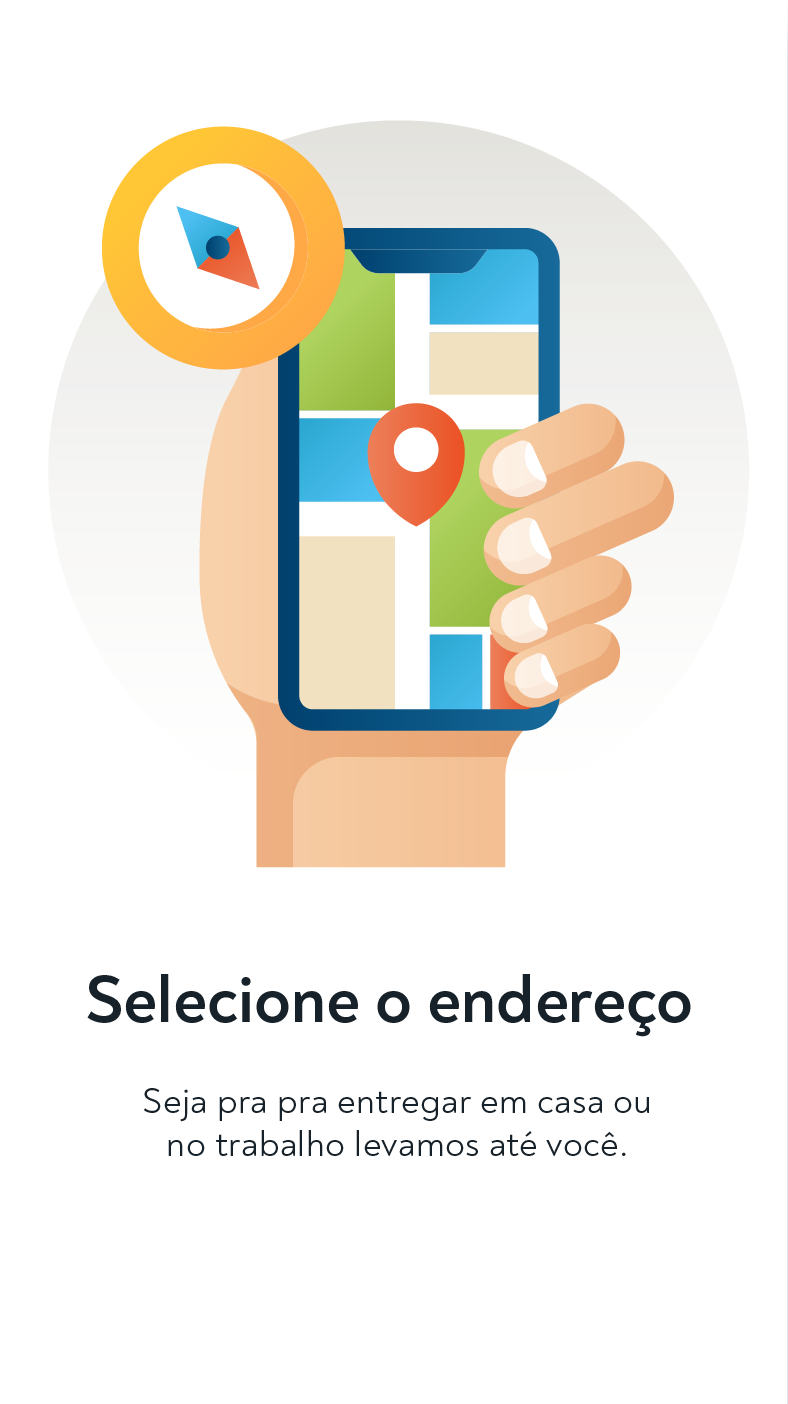 Selecione o endereço
Seja pra pra entregar em casa ou
no trabalho levamos até você.